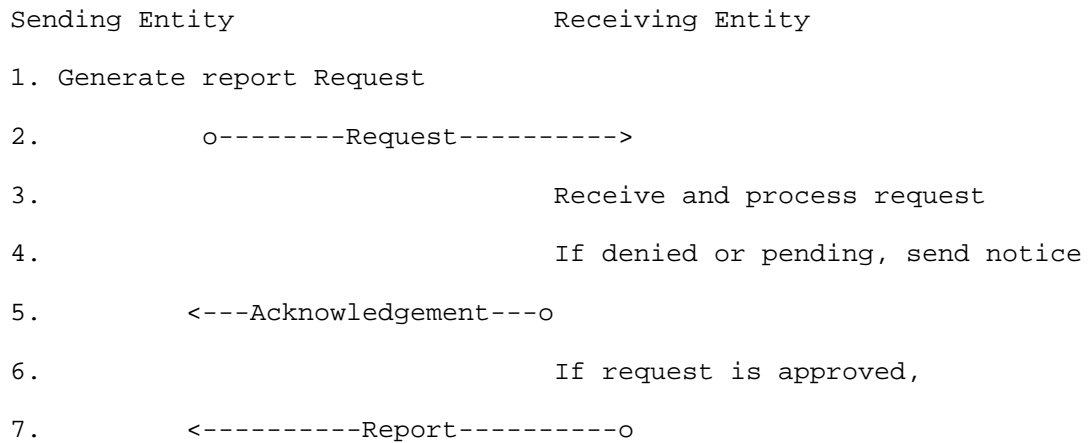 Sending Entity                    Receiving Entity
1. Generate report Request
2.          o--------Request---------->
3.                                Receive and process request
4.                                If denied or pending, send notice
5.         <---Acknowledgement---o
6.                                If request is approved,
7.         <----------Report----------o